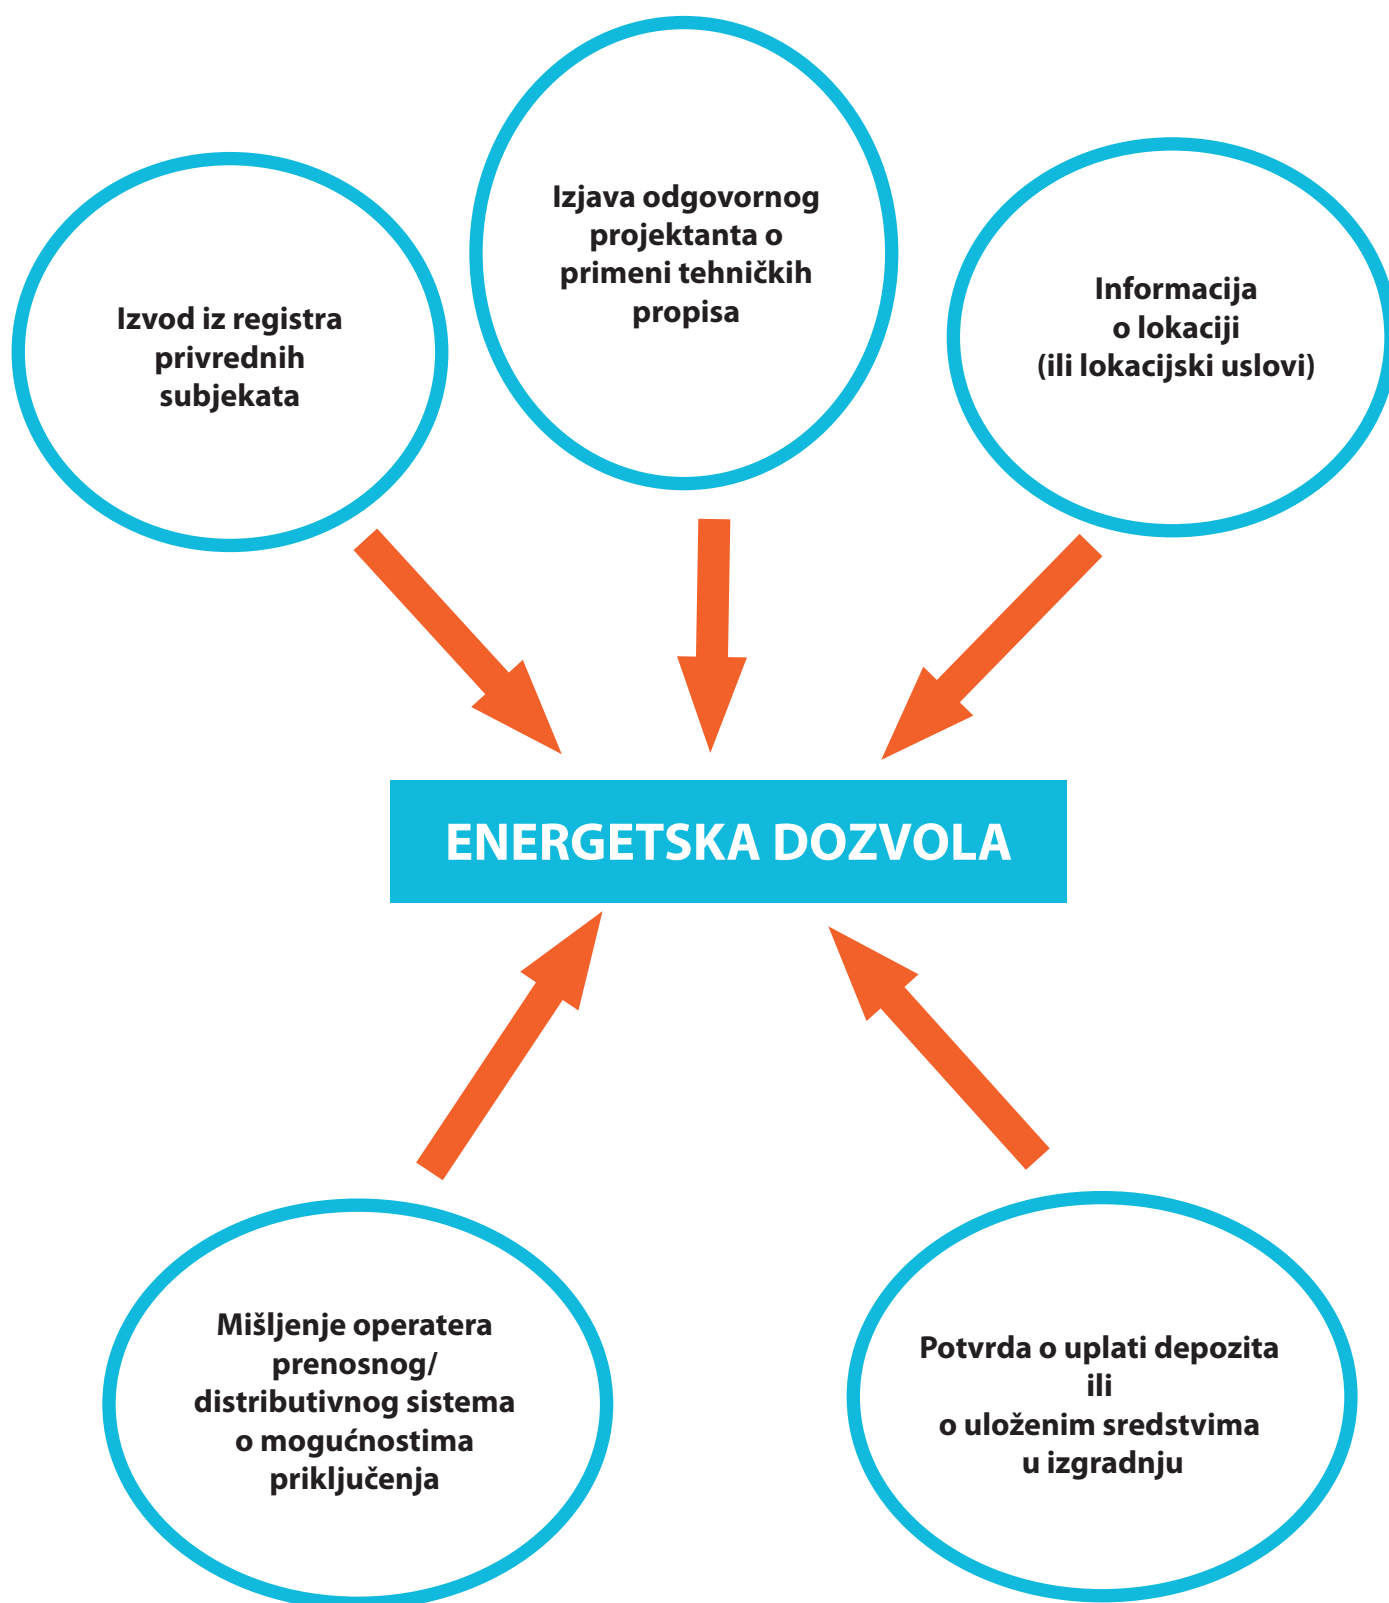 Izvod iz registra
privrednih
subjekata
Izjava odgovornog
projektanta o
primeni tehničkih
propisa
Informacija
o lokaciji
(ili lokacijski uslovi)
ENERGETSKA DOZVOLA
Mišljenje operatera
prenosnog/
distributivnog sistema
o mogućnostima
priključenja
Potvrda o uplati depozita
ili
o uloženim sredstvima
u izgradnju